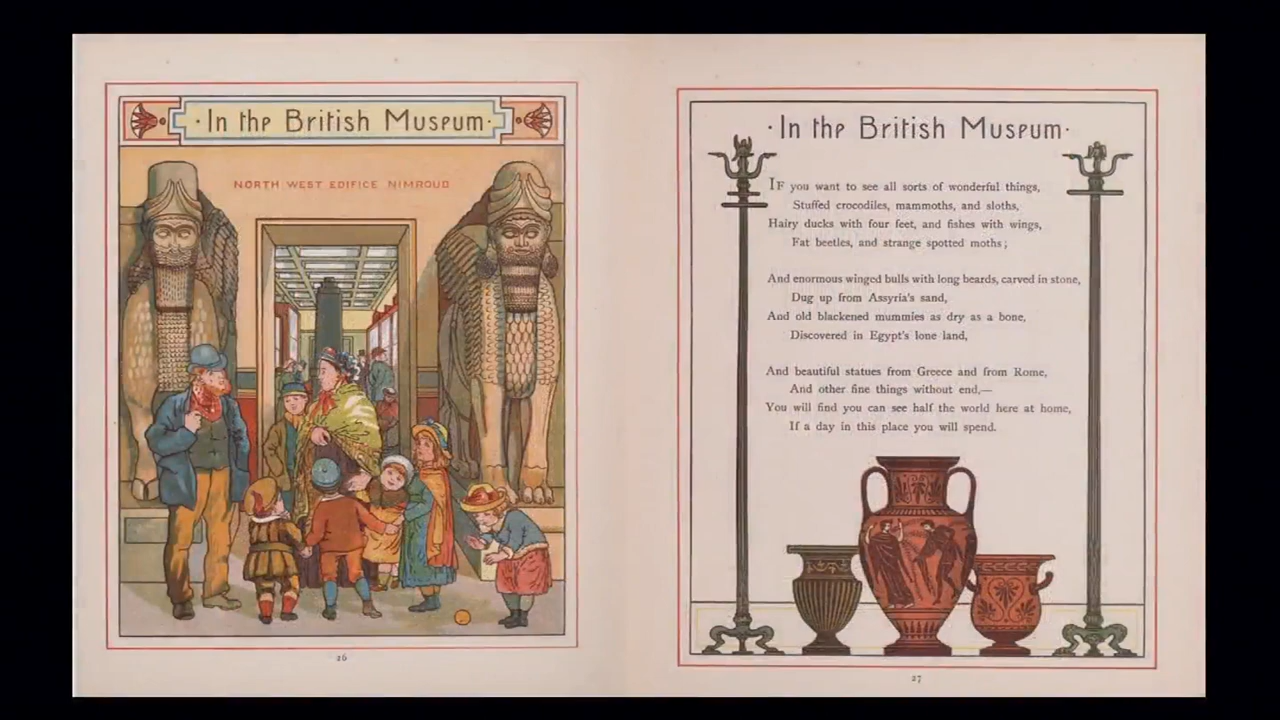 ·In the British Museum·
NORTH WEST EDIFICE NIMROUD
26
·In the British Museum·
IF you want to see all sorts of wonderful things,
Stuffed crocodiles, mammoths, and sloths,
Hairy ducks with four feet, and fishes with wings,
Fat beetles, and strange spotted moths;
And enormous winged bulls with long beards, carved in stone,
Dug up from Assyria's sand,
And old blackened mummies as dry as a bone,
Discovered in Egypt's lone land,
And beautiful statues from Greece and from Rome,
And other fine things without end,—
You will find you can see half the world here at home,
If a day in this place you will spend.
27